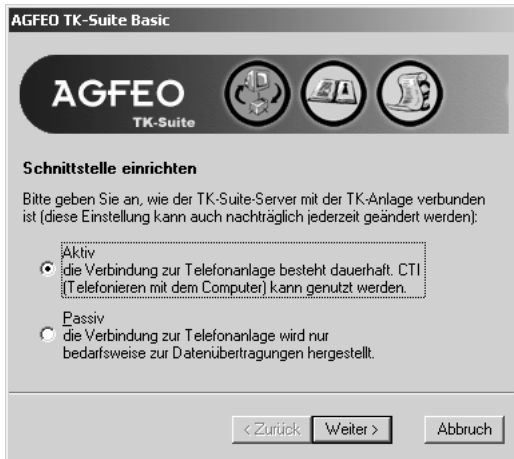 AGFEO TK-Suite Basic
AGFEO
TK-Suite
Schnittstelle einrichten
Bitte geben Sie an, wie der TK-Suite-Server mit der TK-Anlage verbunden
ist (diese Einstellung kann auch nachträglich jederzeit geändert werden):
Aktiv
die Verbindung zur Telefonanlage besteht dauerhaft. CTI
(Telefonieren mit dem Computer) kann genutzt werden.
Passiv
die Verbindung zur Telefonanlage wird nur
bedarfsweise zur Datenübertragungen hergestellt.
< Zurück Weiter > Abbruch